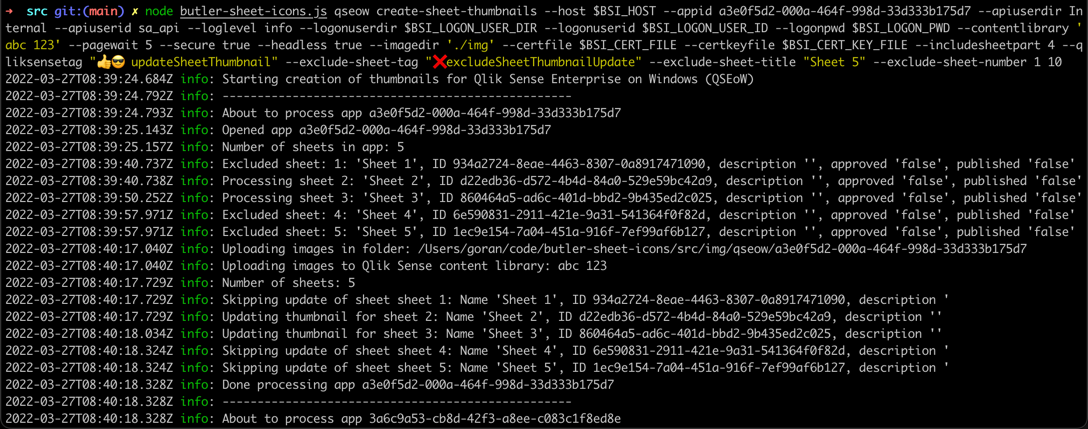 ➜  src git:(main) ✗ node butler-sheet-icons.js qseow create-sheet-thumbnails --host $BSI_HOST --appid a3e0f5d2-000a-464f-998d-33d333b175d7 --apiuserdir In
ternal --apiuserid sa_api --loglevel info --logonuserdir $BSI_LOGON_USER_DIR --logonuserid $BSI_LOGON_USER_ID --logonpwd $BSI_LOGON_PWD --contentlibrary '
abc 123' --pagewait 5 --secure true --headless true --imagedir './img' --certfile $BSI_CERT_FILE --certkeyfile $BSI_CERT_KEY_FILE --includesheetpart 4 --q
liksensetag "👍😎 updateSheetThumbnail" --exclude-sheet-tag "❌excludeSheetThumbnailUpdate" --exclude-sheet-title "Sheet 5" --exclude-sheet-number 1 10
2022-03-27T08:39:24.684Z info: Starting creation of thumbnails for Qlik Sense Enterprise on Windows (QSEoW)
2022-03-27T08:39:24.792Z info: --------------------------------------------------
2022-03-27T08:39:24.793Z info: About to process app a3e0f5d2-000a-464f-998d-33d333b175d7
2022-03-27T08:39:25.143Z info: Opened app a3e0f5d2-000a-464f-998d-33d333b175d7
2022-03-27T08:39:25.157Z info: Number of sheets in app: 5
2022-03-27T08:39:40.737Z info: Excluded sheet: 1: 'Sheet 1', ID 934a2724-8eae-4463-8307-0a8917471090, description '', approved 'false', published 'false'
2022-03-27T08:39:40.738Z info: Processing sheet 2: 'Sheet 2', ID d22edb36-d572-4b4d-84a0-529e59bc42a9, description '', approved 'false', published 'false'
2022-03-27T08:39:50.252Z info: Processing sheet 3: 'Sheet 3', ID 860464a5-ad6c-401d-bbd2-9b435ed2c025, description '', approved 'false', published 'false'
2022-03-27T08:39:57.971Z info: Excluded sheet: 4: 'Sheet 4', ID 6e590831-2911-421e-9a31-541364f0f82d, description '', approved 'false', published 'false'
2022-03-27T08:39:57.971Z info: Excluded sheet: 5: 'Sheet 5', ID 1ec9e154-7a04-451a-916f-7ef99af6b127, description '', approved 'false', published 'false'
2022-03-27T08:40:17.040Z info: Uploading images in folder: /Users/goran/code/butler-sheet-icons/src/img/qseow/a3e0f5d2-000a-464f-998d-33d333b175d7
2022-03-27T08:40:17.040Z info: Uploading images to Qlik Sense content library: abc 123
2022-03-27T08:40:17.729Z info: Number of sheets: 5
2022-03-27T08:40:17.729Z info: Skipping update of sheet sheet 1: Name 'Sheet 1', ID 934a2724-8eae-4463-8307-0a8917471090, description '
2022-03-27T08:40:17.729Z info: Updating thumbnail for sheet 2: Name 'Sheet 2', ID d22edb36-d572-4b4d-84a0-529e59bc42a9, description ''
2022-03-27T08:40:18.034Z info: Updating thumbnail for sheet 3: Name 'Sheet 3', ID 860464a5-ad6c-401d-bbd2-9b435ed2c025, description ''
2022-03-27T08:40:18.324Z info: Skipping update of sheet sheet 4: Name 'Sheet 4', ID 6e590831-2911-421e-9a31-541364f0f82d, description '
2022-03-27T08:40:18.324Z info: Skipping update of sheet sheet 5: Name 'Sheet 5', ID 1ec9e154-7a04-451a-916f-7ef99af6b127, description '
2022-03-27T08:40:18.328Z info: Done processing app a3e0f5d2-000a-464f-998d-33d333b175d7
2022-03-27T08:40:18.328Z info: --------------------------------------------------
2022-03-27T08:40:18.328Z info: About to process app 3a6c9a53-cb8d-42f3-a8ee-c083c1f8ed8e